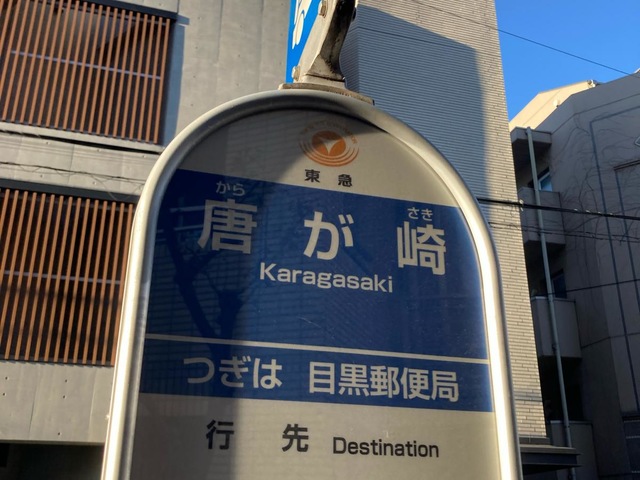 東急
から さき
唐が崎
Karagasaki
つぎは 目黒郵便局
行先 Destination